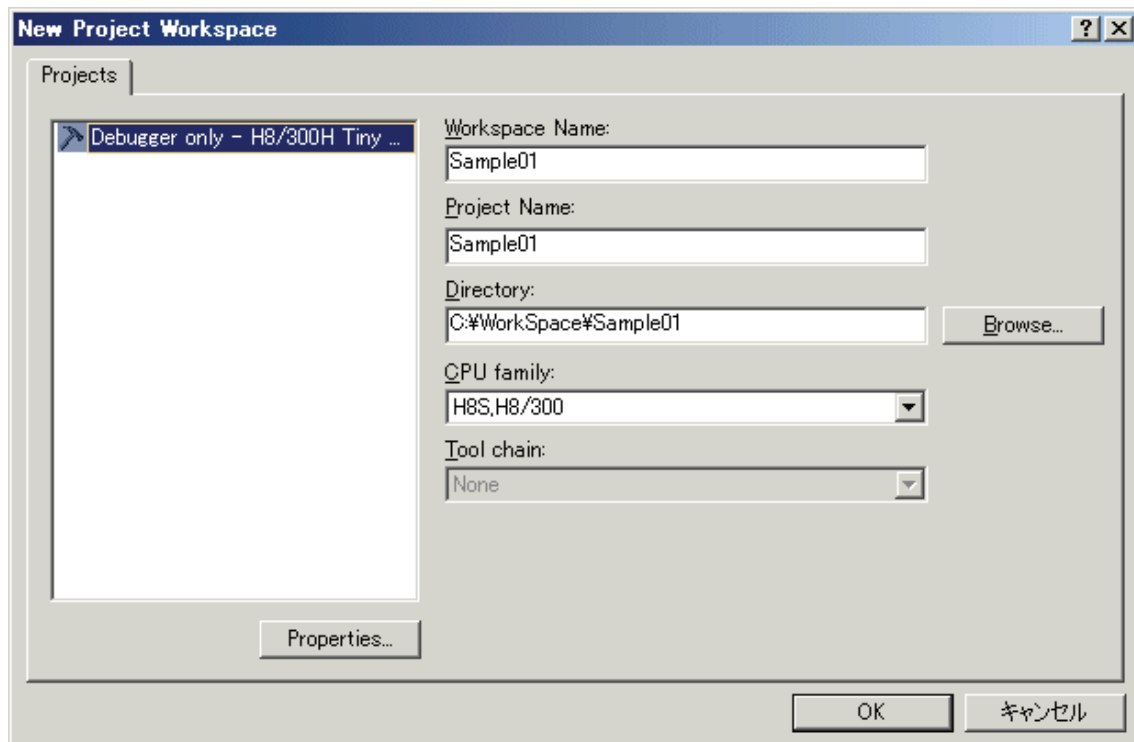 New Project Workspace
Projects
Debugger only - H8/300H Tiny ...
Workspace Name:
Sample01
Project Name:
Sample01
Directory:
C:¥WorkSpace¥Sample01
Browse...
CPU family:
H8S,H8/300
Tool chain:
None
Properties...
OK
キャンセル